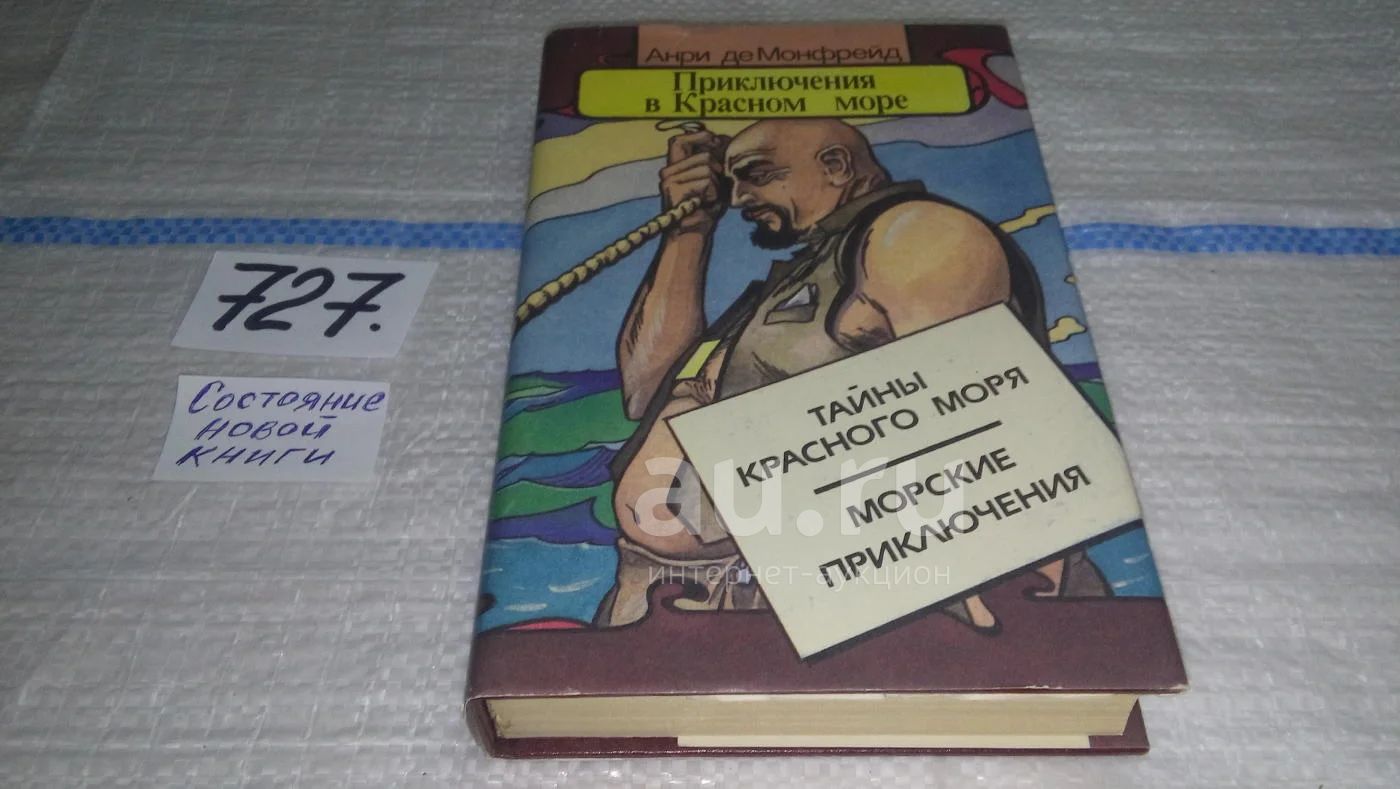 Анри де Монфрейд
Приключения
в Красном море
727.
Состояние
новой
книги
ТАЙНЫ
КРАСНОГО МОРЯ
МОРСКИЕ
ПРИКЛЮЧЕНИЯ
au.ru
интернет-аукцион